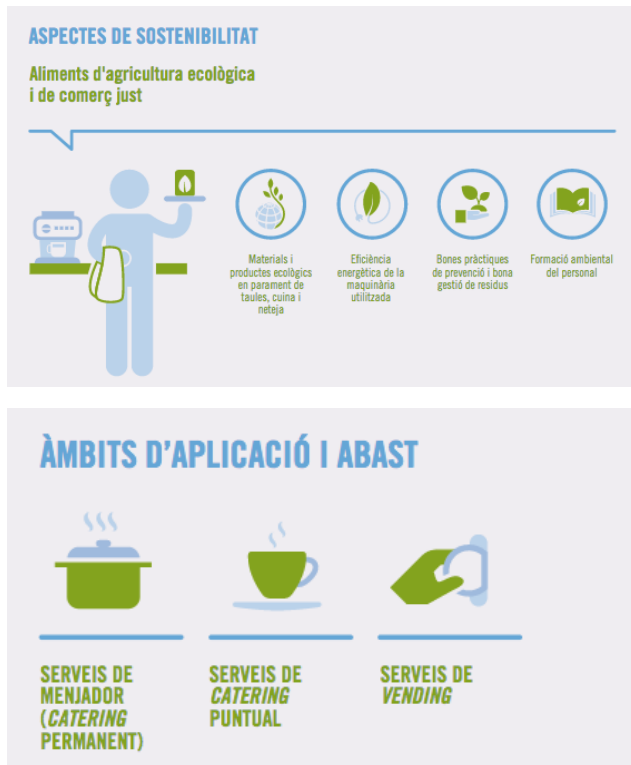 ASPECTES DE SOSTENIBILITAT
Aliments d'agricultura ecològica
i de comerç just
Materials i
productes ecològics
en parament de
taules, cuina i
neteja
Eficiència
energètica de la
maquinària
utilitzada
Bones pràctiques
de prevenció i bona
gestió de residus
Formació ambiental
del personal
ÀMBITS D'APLICACIÓ I ABAST
SERVEIS DE
MENJADOR
(CATERING
PERMANENT)
SERVEIS DE
CATERING
PUNTUAL
SERVEIS DE
VENDING